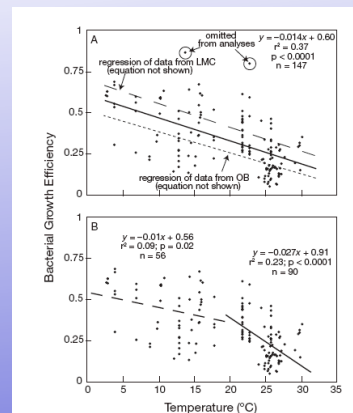 A
omitted
from analyses
y = −0.014x + 0.60
r² = 0.37
p < 0.0001
n = 147
regression of data from LMC
(equation not shown)
regression of data from OB
(equation not shown)
1
0.75
0.5
0.25
0
B
y = −0.01x + 0.56
r² = 0.09; p = 0.02
n = 56
y = −0.027x + 0.91
r² = 0.23; p < 0.0001
n = 90
1
0.75
0.5
0.25
0
0 5 10 15 20 25 30 35
Temperature (°C)
Bacterial Growth Efficiency